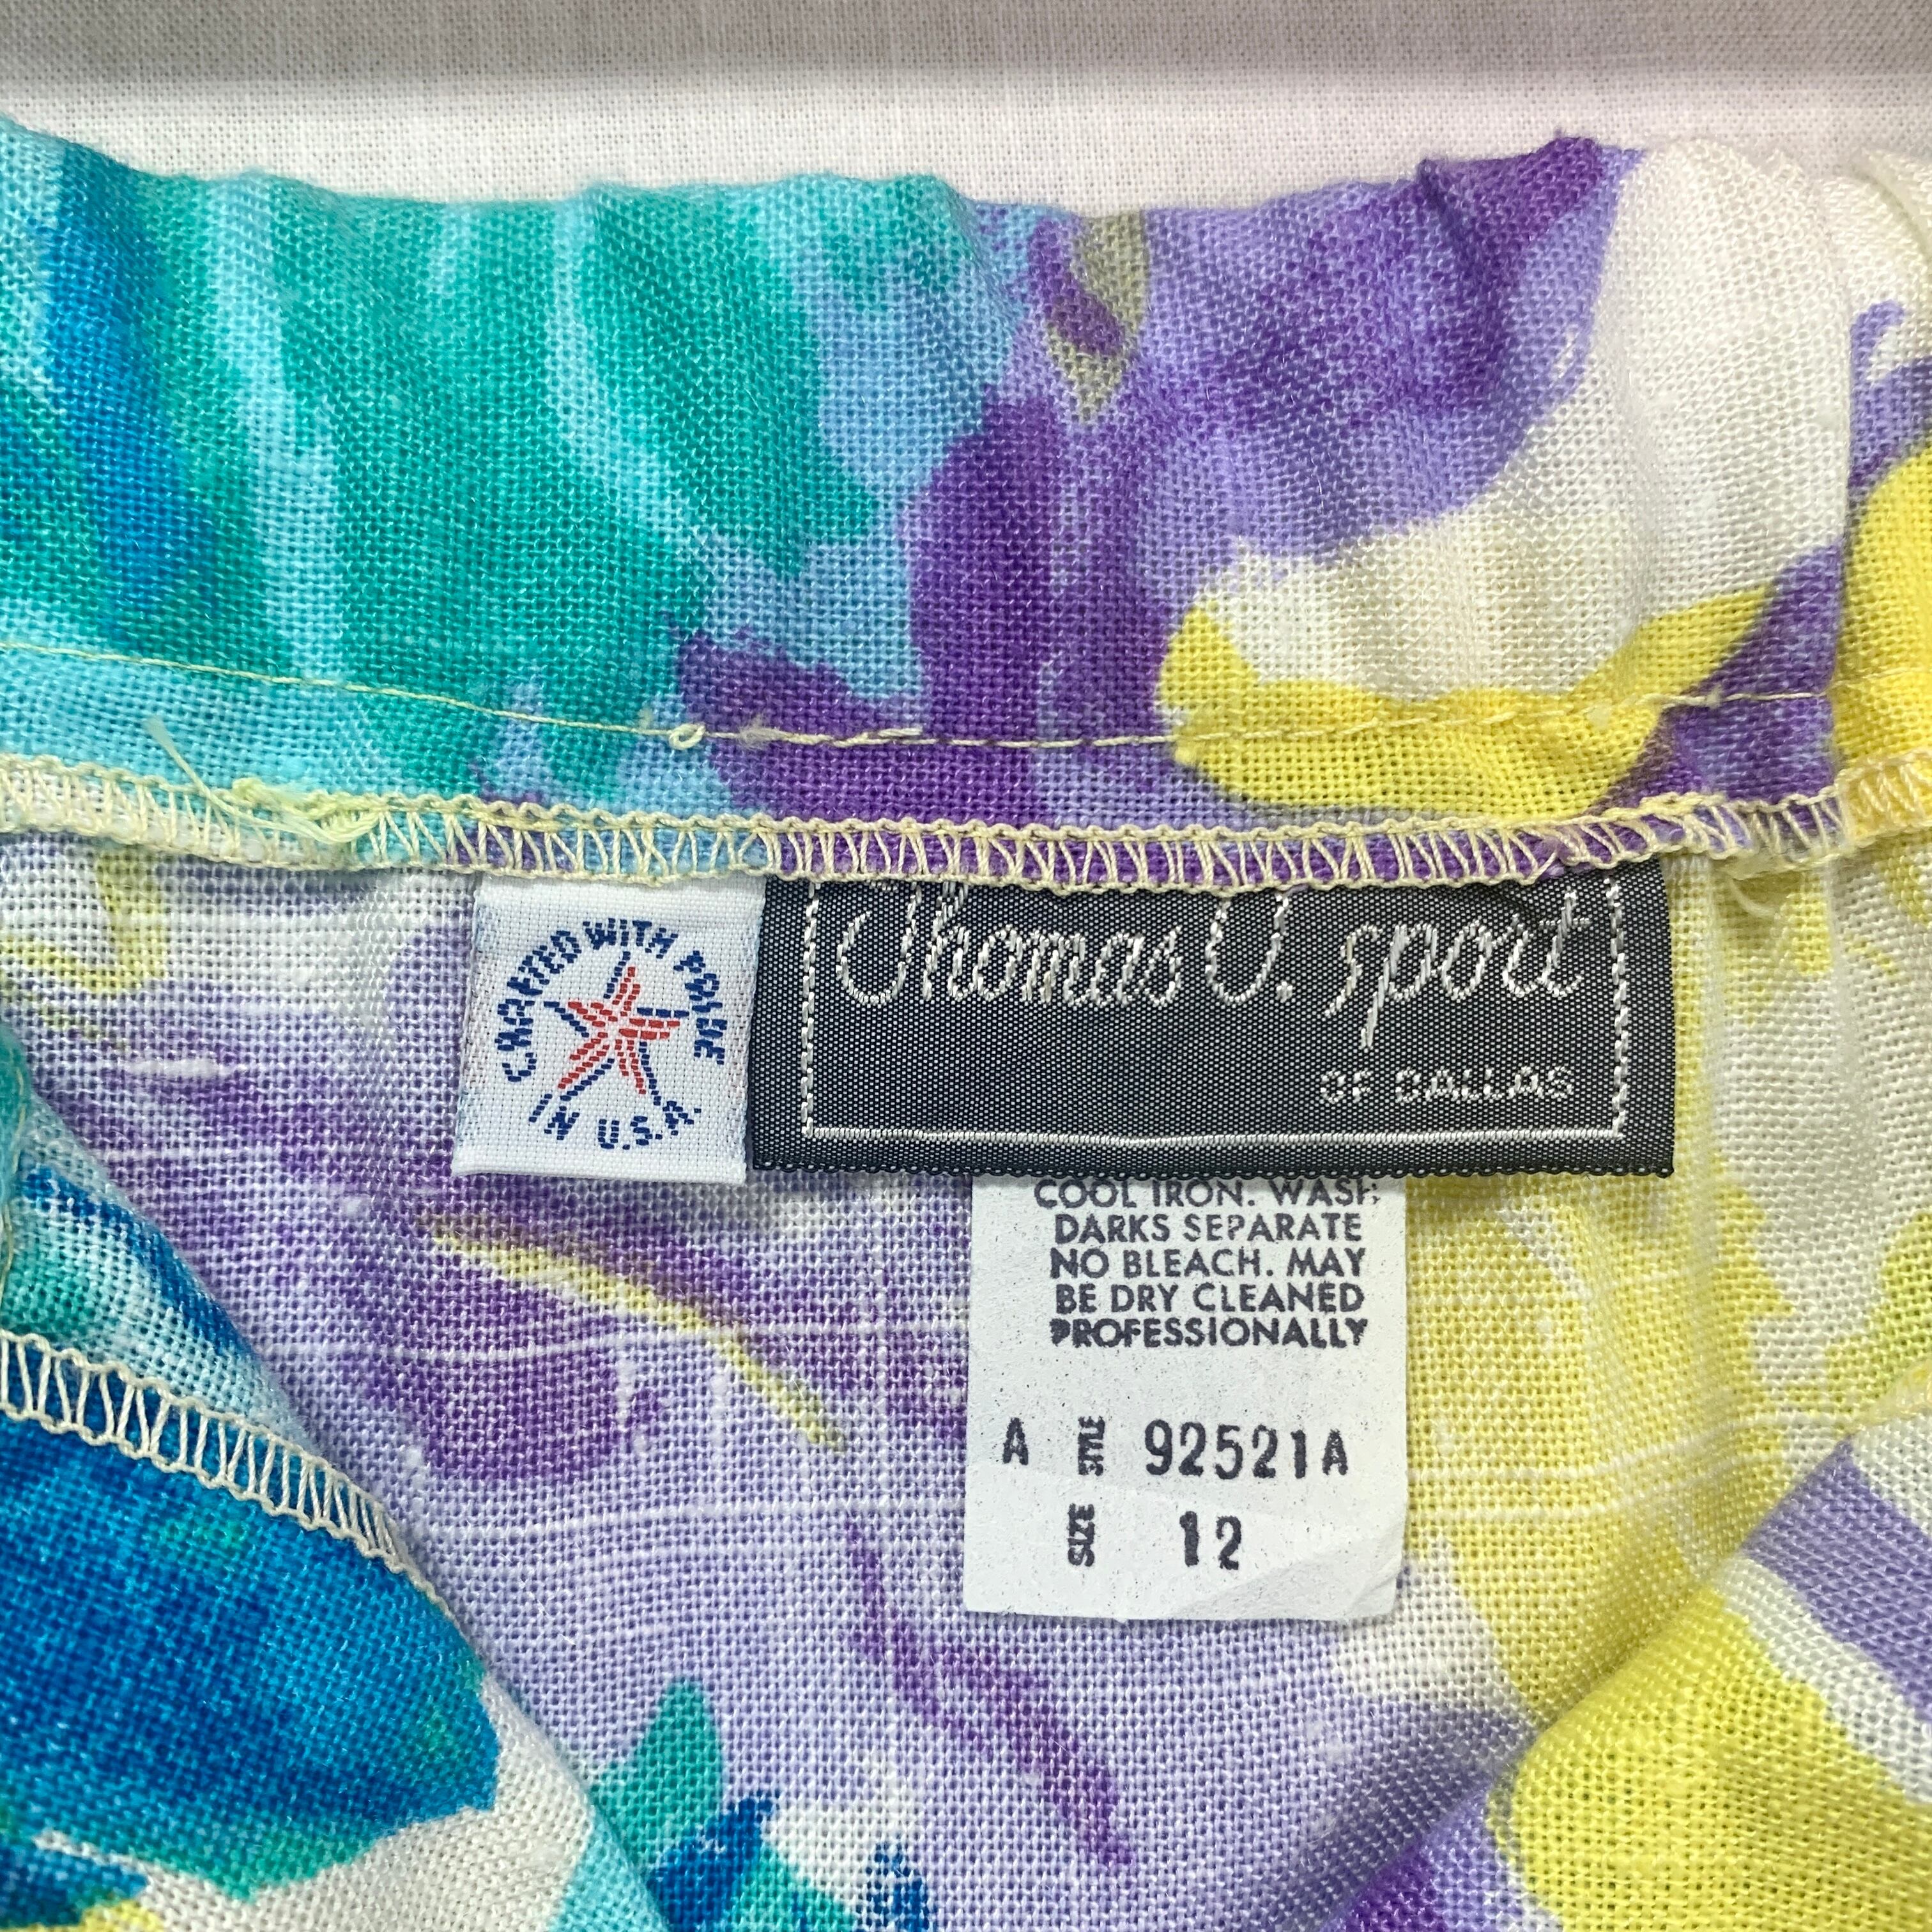 CRAFTED WITH PRIDE
IN U.S.A.
Thomas J. Sport
OF DALLAS
COOL IRON. WASH
DARKS SEPARATE
NO BLEACH. MAY
BE DRY CLEANED
PROFESSIONALLY
A STYLE 92521A
SIZE 12